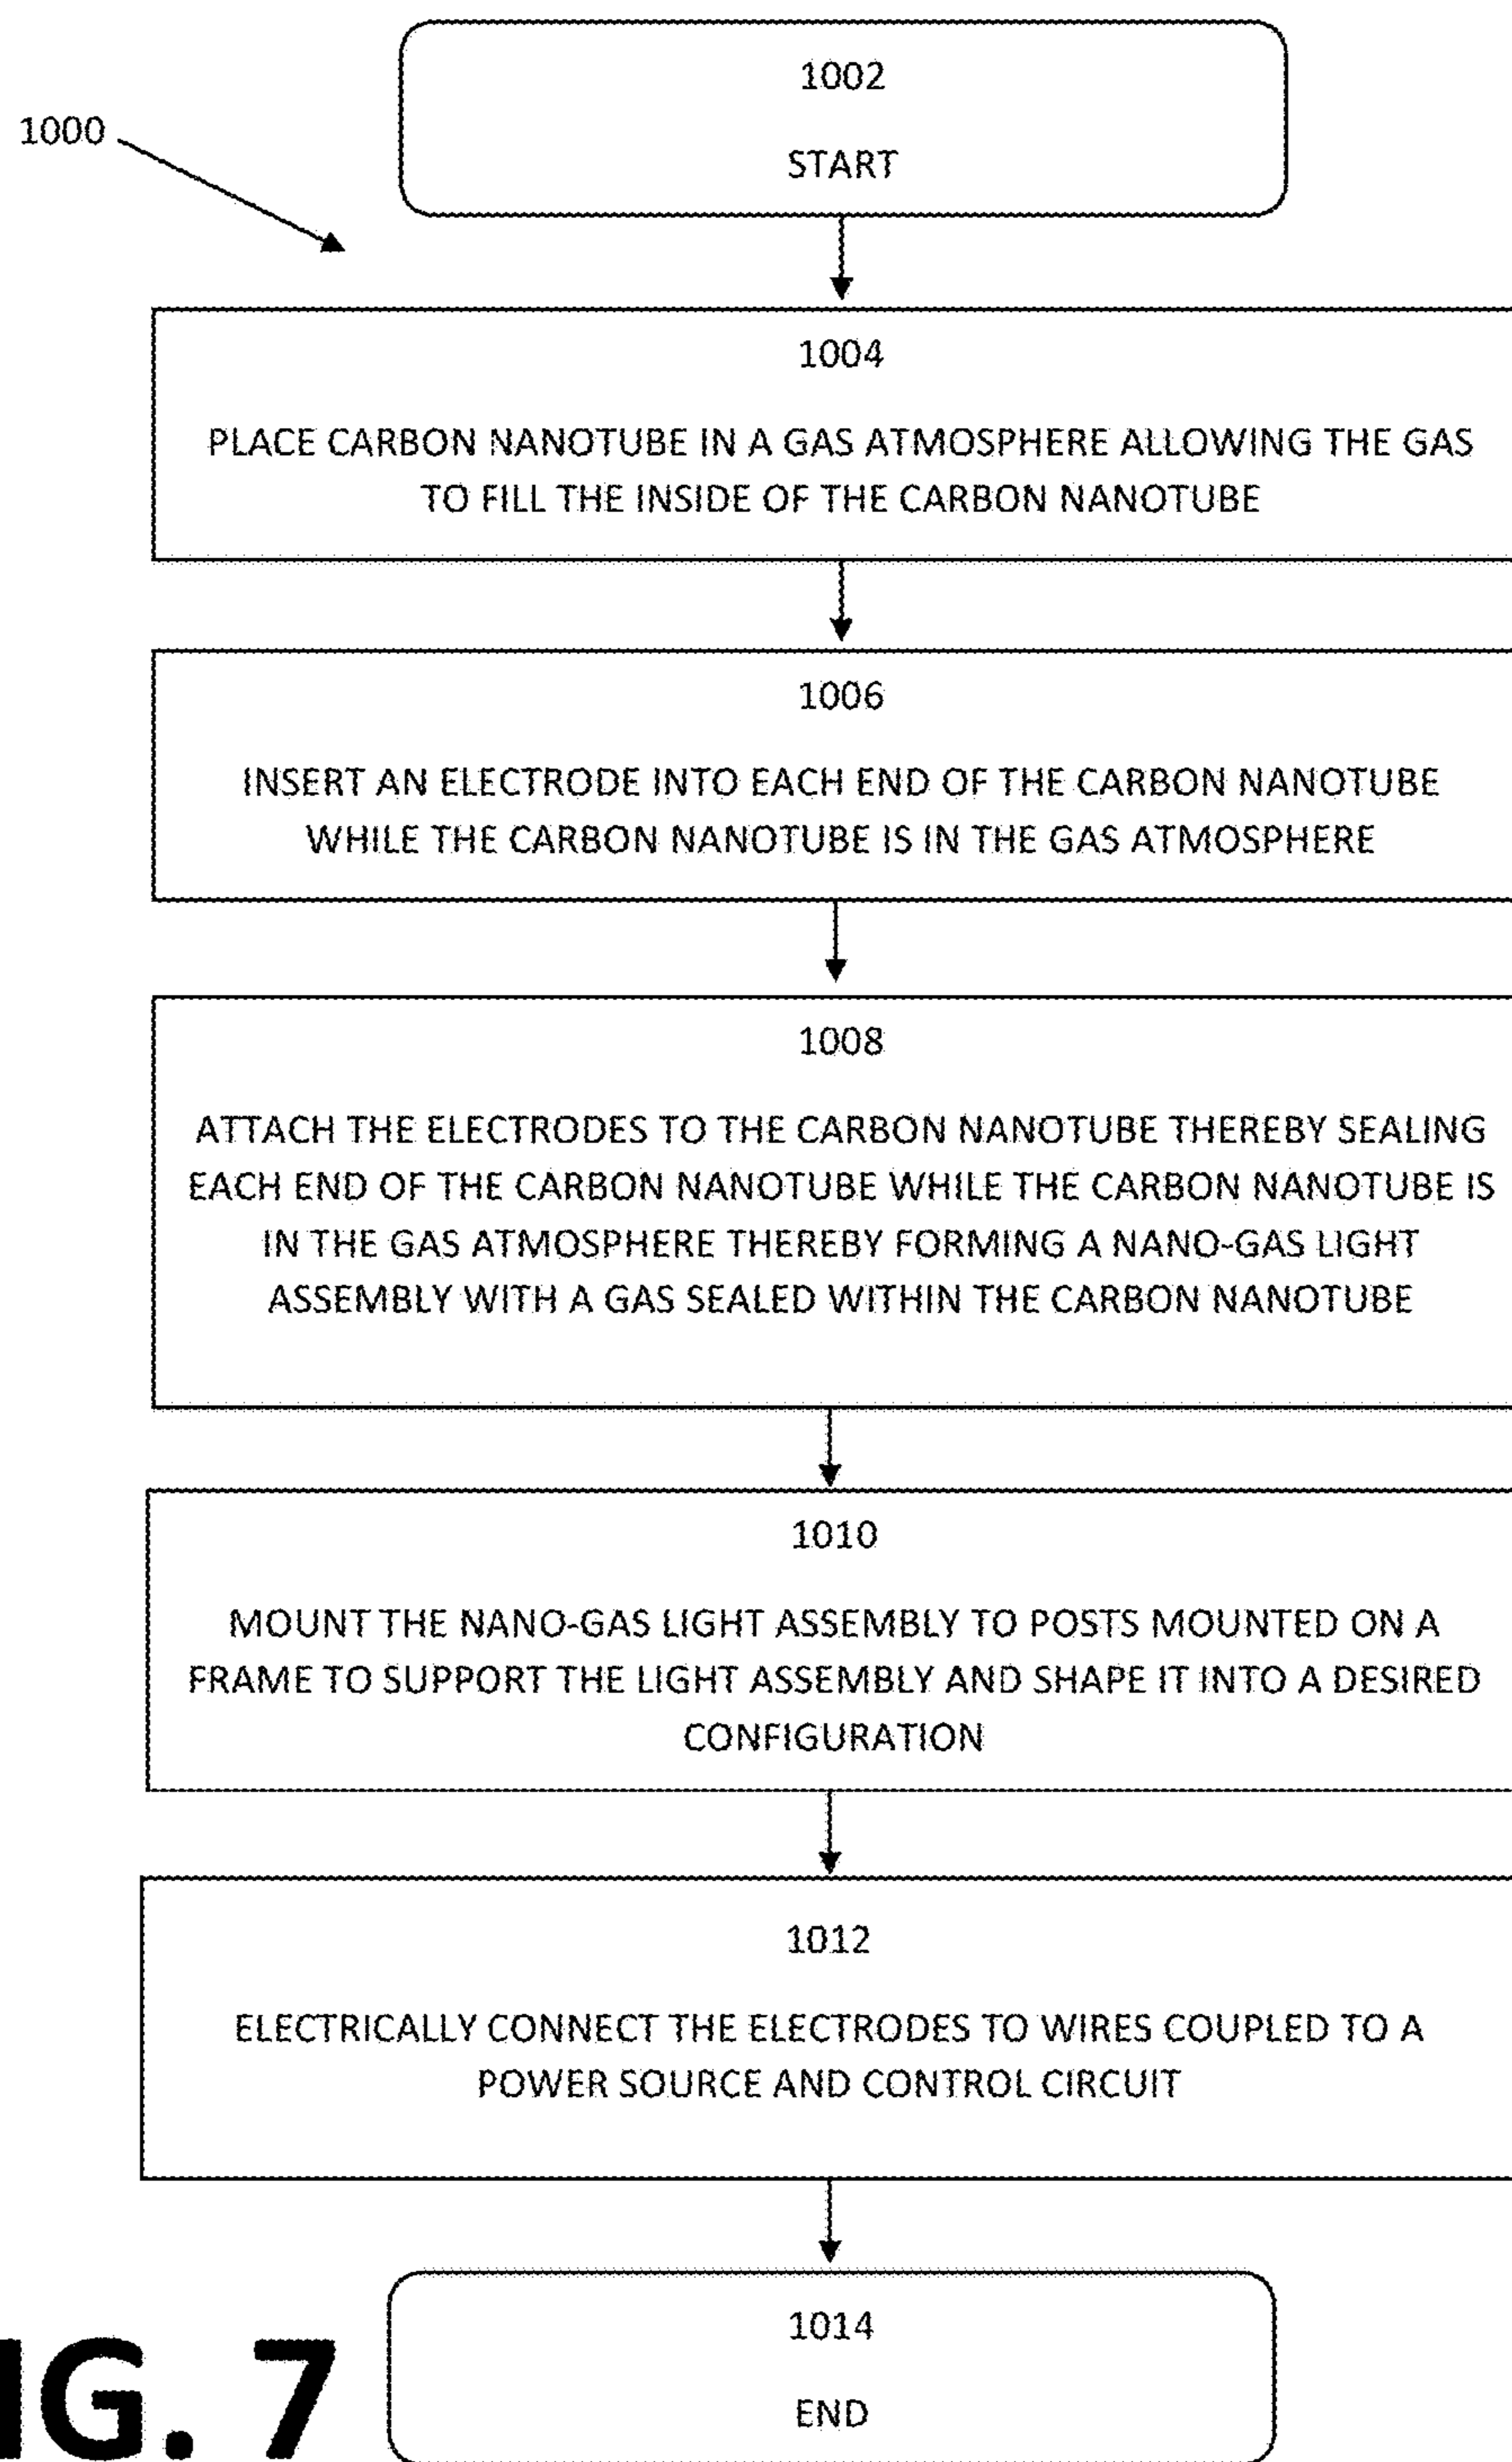 1002
START
1000
1004
PLACE CARBON NANOTUBE IN A GAS ATMOSPHERE ALLOWING THE GAS
TO FILL THE INSIDE OF THE CARBON NANOTUBE
1006
INSERT AN ELECTRODE INTO EACH END OF THE CARBON NANOTUBE
WHILE THE CARBON NANOTUBE IS IN THE GAS ATMOSPHERE
1008
ATTACH THE ELECTRODES TO THE CARBON NANOTUBE THEREBY SEALING
EACH END OF THE CARBON NANOTUBE WHILE THE CARBON NANOTUBE IS
IN THE GAS ATMOSPHERE THEREBY FORMING A NANO-GAS LIGHT
ASSEMBLY WITH A GAS SEALED WITHIN THE CARBON NANOTUBE
1010
MOUNT THE NANO-GAS LIGHT ASSEMBLY TO POSTS MOUNTED ON A
FRAME TO SUPPORT THE LIGHT ASSEMBLY AND SHAPE IT INTO A DESIRED
CONFIGURATION
1012
ELECTRICALLY CONNECT THE ELECTRODES TO WIRES COUPLED TO A
POWER SOURCE AND CONTROL CIRCUIT
1014
END
IG. 7